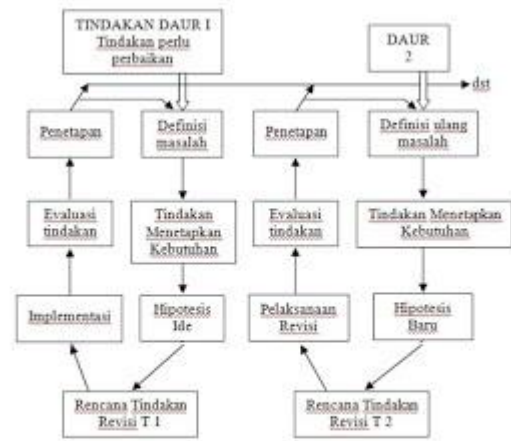 TINDAKAN DAUR I
Tindakan perlu
perbaikan
DAUR
2
dst
Penetapan
Definisi
masalah
Penetapan
Definisi ulang
masalah
Evaluasi
tindakan
Tindakan
Menetapkan
Kebutuhan
Evaluasi
tindakan
Tindakan Menetapkan
Kebutuhan
Implementasi
Hipotesis
Ide
Pelaksanaan
Revisi
Hipotesis
Baru
Rencana Tindakan
Revisi T 1
Rencana Tindakan
Revisi T 2